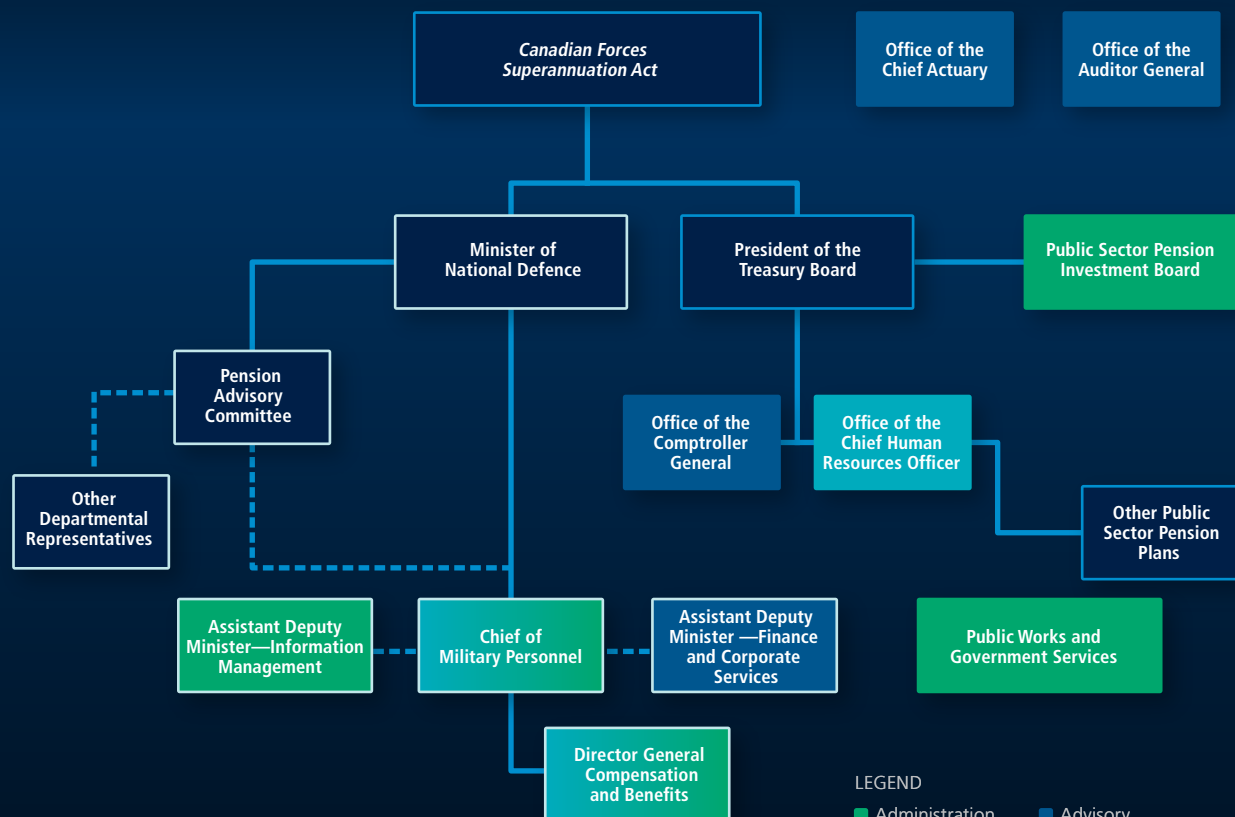 Canadian Forces
Superannuation Act
Office of the
Chief Actuary
Office of the
Auditor General
Minister of
National Defence
President of the
Treasury Board
Public Sector Pension
Investment Board
Pension
Advisory
Committee
Office of the
Comptroller
General
Office of the
Chief Human
Resources Officer
Other
Departmental
Representatives
Other Public
Sector Pension
Plans
Assistant Deputy
Minister—Information
Management
Chief of
Military Personnel
Assistant Deputy
Minister —Finance
and Corporate
Services
Public Works and
Government Services
Director General
Compensation
and Benefits
LEGEND
Administration
Advisory